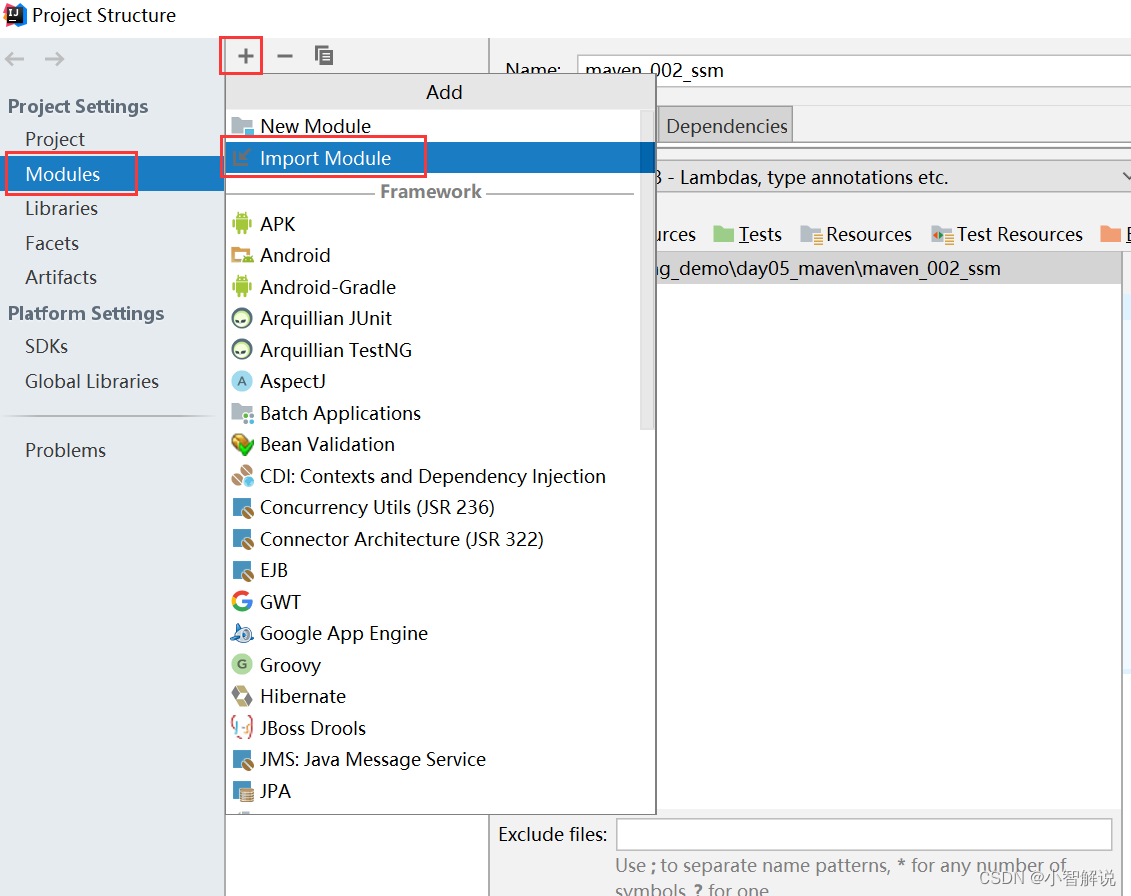 Project Structure
Name: maven_002_ssm
Add
Project Settings
Project
Modules
Libraries
Facets
Artifacts
Platform Settings
SDKs
Global Libraries
Problems
New Module
Import Module
Framework
APK
Android
Android-Gradle
Arquillian JUnit
Arquillian TestNG
AspectJ
Batch Applications
Bean Validation
CDI: Contexts and Dependency Injection
Concurrency Utils (JSR 236)
Connector Architecture (JSR 322)
EJB
GWT
Google App Engine
Groovy
Hibernate
JBoss Drools
JMS: Java Message Service
JPA
Dependencies
- Lambdas, type annotations etc.
urces Tests Resources Test Resources
ng_demo\day05_maven\maven_002_ssm
Exclude files:
Use ; to separate name patterns, * for any number of
symbols, ? for one
CSDN @小智解说